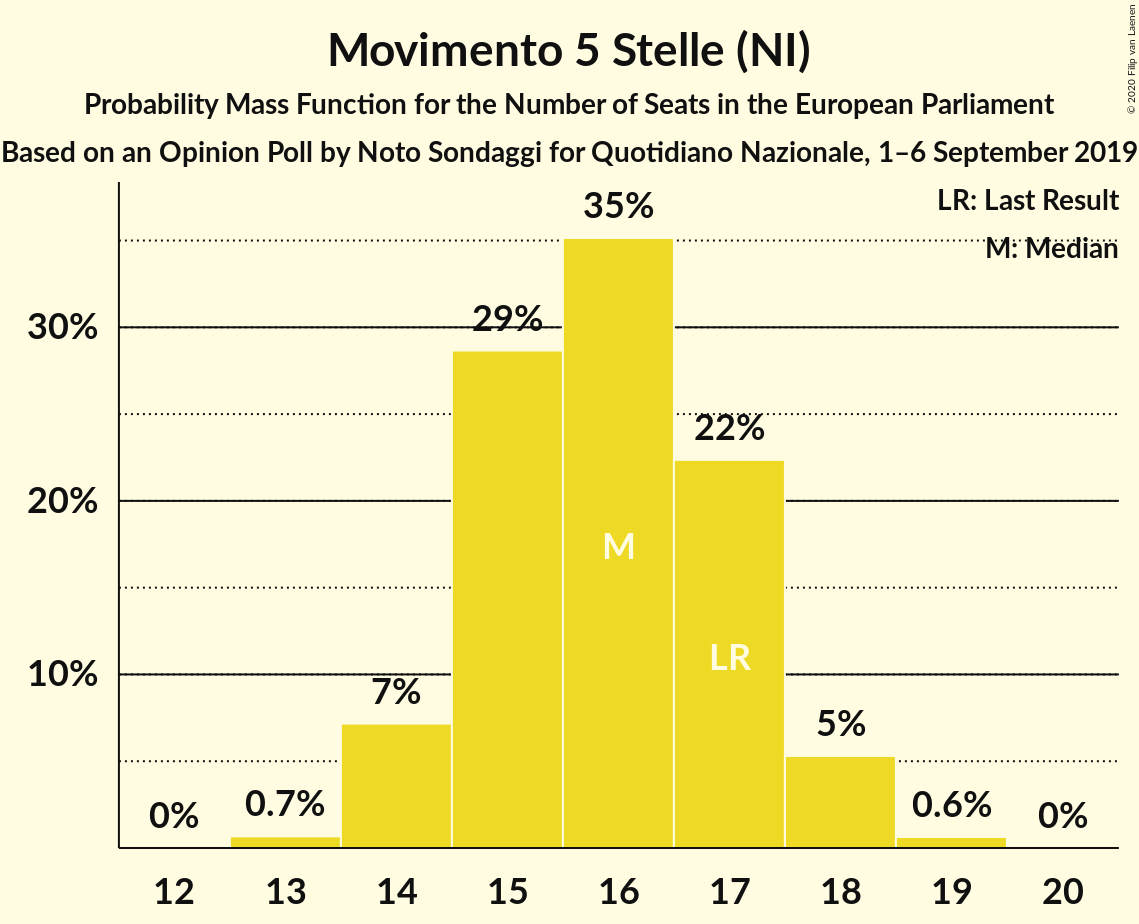 Movimento 5 Stelle (NI)
Probability Mass Function for the Number of Seats in the European Parliament
Based on an Opinion Poll by Noto Sondaggi for Quotidiano Nazionale, 1–6 September 2019
© 2020 Filip van Laenen
LR: Last Result
M: Median
35%
29%
22%
7%
5%
0%
0.7%
0.6%
0%
M
LR
30%
20%
10%
12 13 14 15 16 17 18 19 20